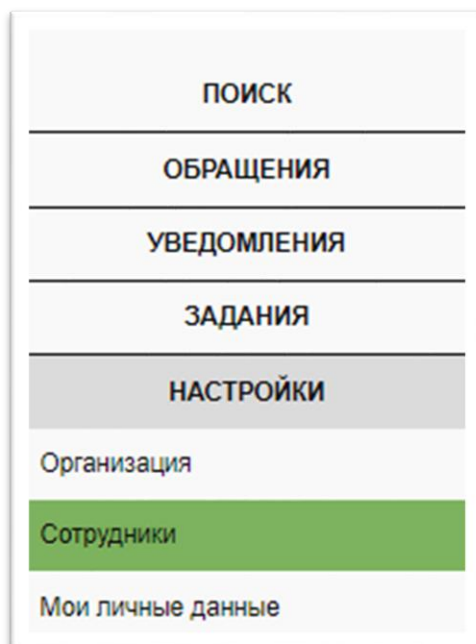 ПОИСК
ОБРАЩЕНИЯ
УВЕДОМЛЕНИЯ
ЗАДАНИЯ
НАСТРОЙКИ
Организация
Сотрудники
Мои личные данные